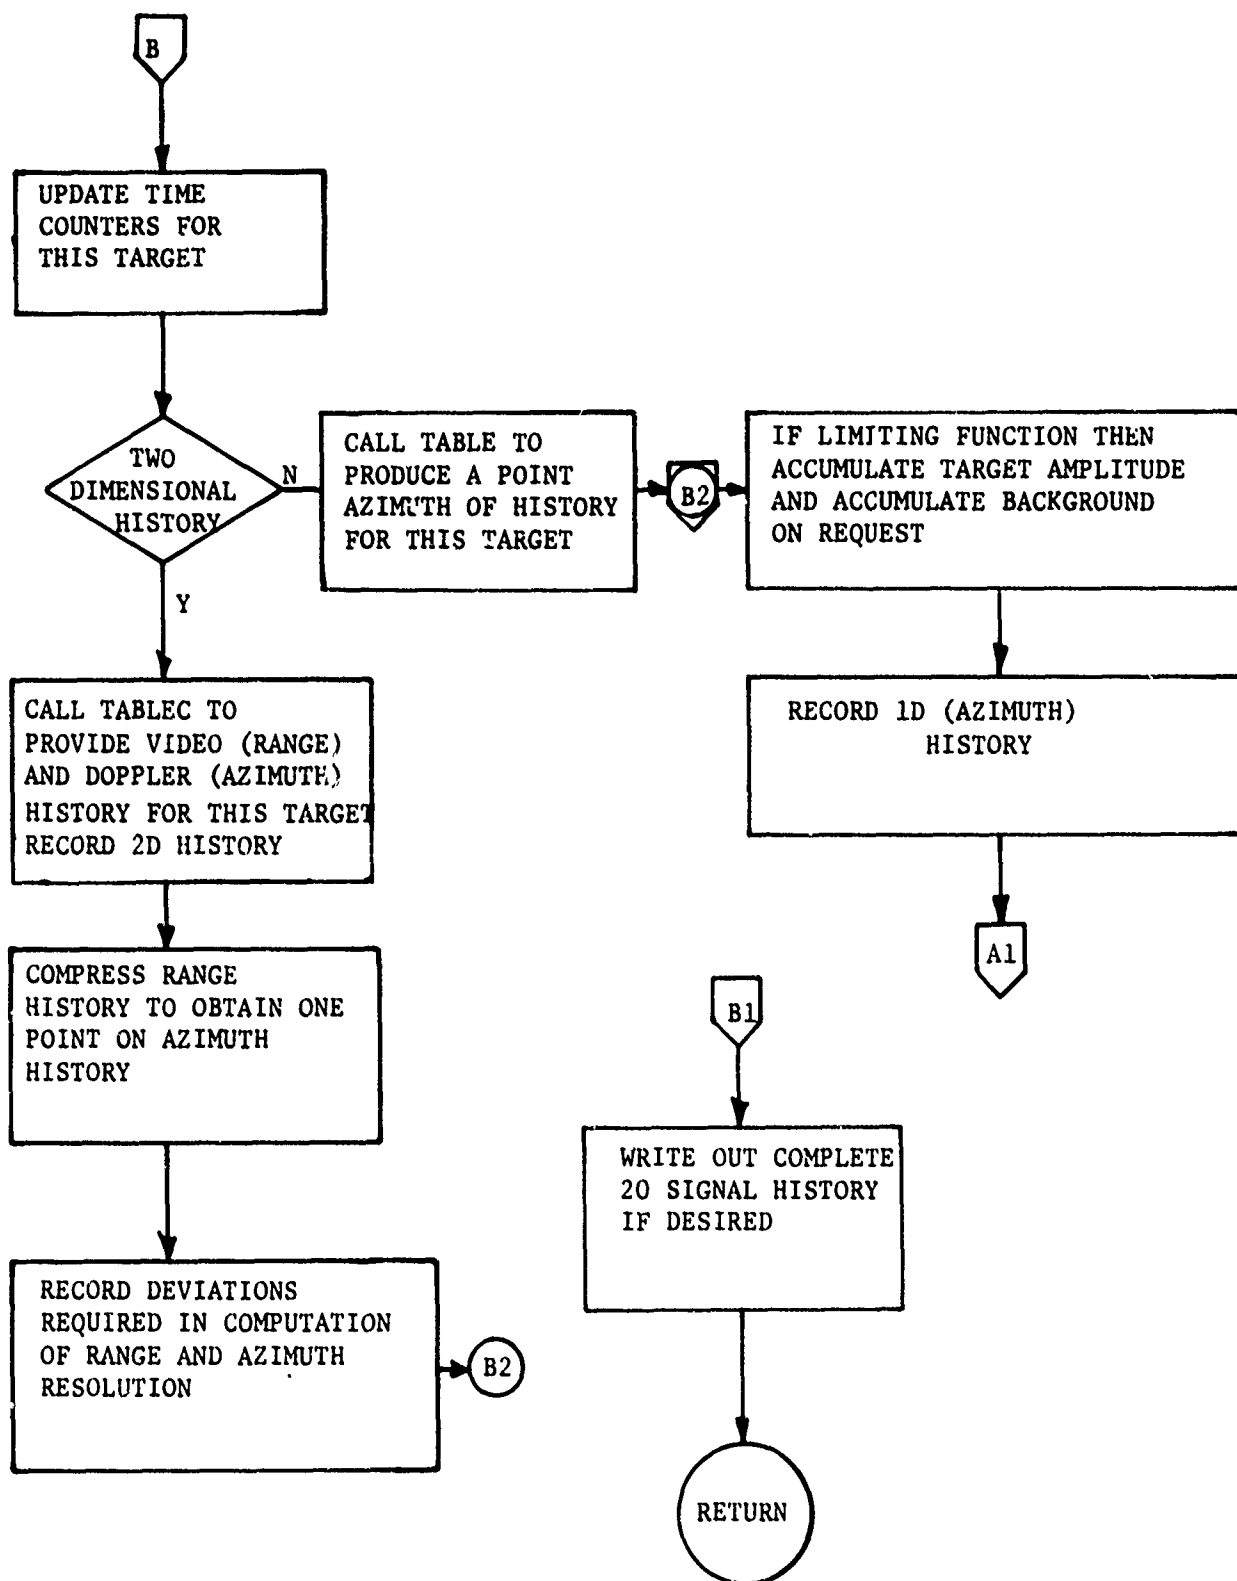 B
UPDATE TIME
COUNTERS FOR
THIS TARGET
TWO
DIMENSIONAL
HISTORY
N
Y
CALL TABLE TO
PRODUCE A POINT
AZIMUTH OF HISTORY
FOR THIS TARGET
B2
IF LIMITING FUNCTION THEN
ACCUMULATE TARGET AMPLITUDE
AND ACCUMULATE BACKGROUND
ON REQUEST
RECORD 1D (AZIMUTH)
HISTORY
A1
CALL TABLEC TO
PROVIDE VIDEO (RANGE)
AND DOPPLER (AZIMUTH)
HISTORY FOR THIS TARGET
RECORD 2D HISTORY
COMPRESS RANGE
HISTORY TO OBTAIN ONE
POINT ON AZIMUTH
HISTORY
RECORD DEVIATIONS
REQUIRED IN COMPUTATION
OF RANGE AND AZIMUTH
RESOLUTION
B2
B1
WRITE OUT COMPLETE
20 SIGNAL HISTORY
IF DESIRED
RETURN